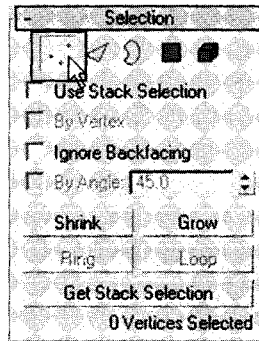 - Selection
Use Stack Selection
By Vertex
Ignore Backfacing
By Angle: 45.0
Shrink Grow
Ring Loop
Get Stack Selection
0 Vertices Selected